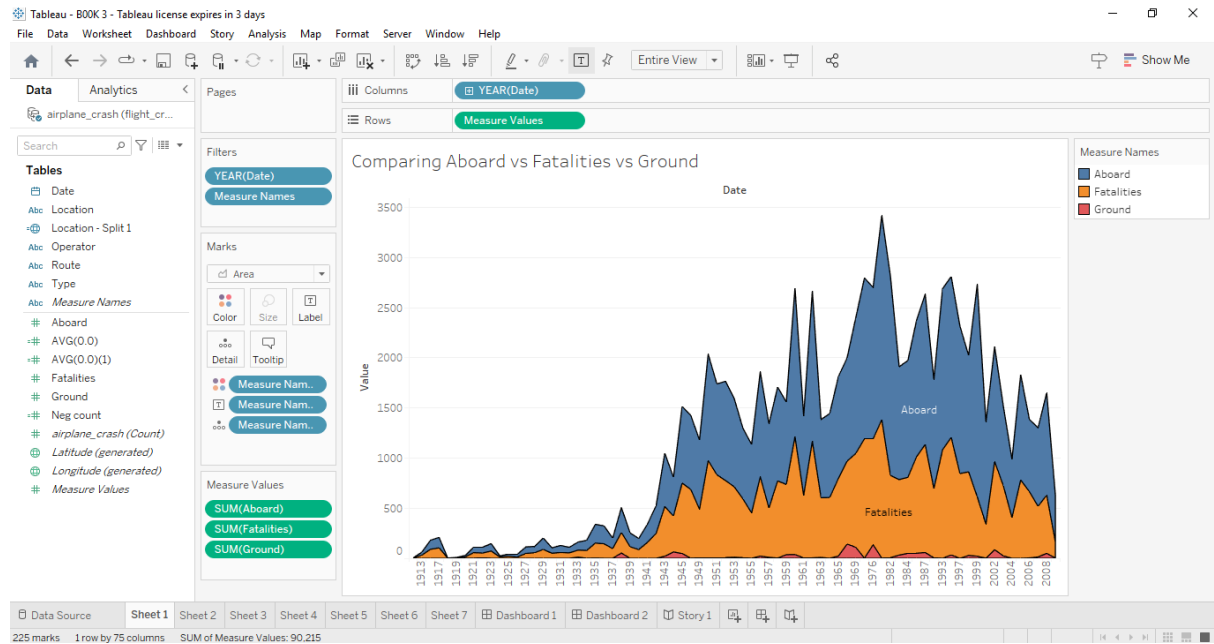 Tableau - B00K 3 - Tableau license expires in 3 days
File Data Worksheet Dashboard Story Analysis Map Format Server Window Help
Entire View
Show Me
Data Analytics
airplane_crash (flight_cr...
Search
Tables
Date
Abc Location
Location - Split 1
Abc Operator
Abc Route
Abc Type
Abc Measure Names
# Aboard
=# AVG(0.0)
=# AVG(0.0)(1)
# Fatalities
# Ground
=# Neg count
# airplane_crash (Count)
Latitude (generated)
Longitude (generated)
# Measure Values
Pages
Filters
YEAR(Date)
Measure Names
Marks
Area
Color Size Label
Detail Tooltip
Measure Nam..
Measure Nam..
Measure Nam..
Measure Values
SUM(Aboard)
SUM(Fatalities)
SUM(Ground)
Columns YEAR(Date)
Rows Measure Values
Comparing Aboard vs Fatalities vs Ground
Date
3500
3000
2500
2000
1500
1000
500
0
Value
Aboard
Fatalities
1913 1917 1919 1921 1923 1925 1927 1929 1931 1933 1935 1937 1939 1941 1943 1945 1949 1951 1953 1955 1957 1959 1961 1963 1965 1967 1969 1976 1982 1984 1987 1993 1997 1999 2002 2004 2006 2008
Measure Names
Aboard
Fatalities
Ground
Data Source Sheet 1 Sheet 2 Sheet 3 Sheet 4 Sheet 5 Sheet 6 Sheet 7 Dashboard 1 Dashboard 2 Story 1
225 marks 1 row by 75 columns SUM of Measure Values: 90,215